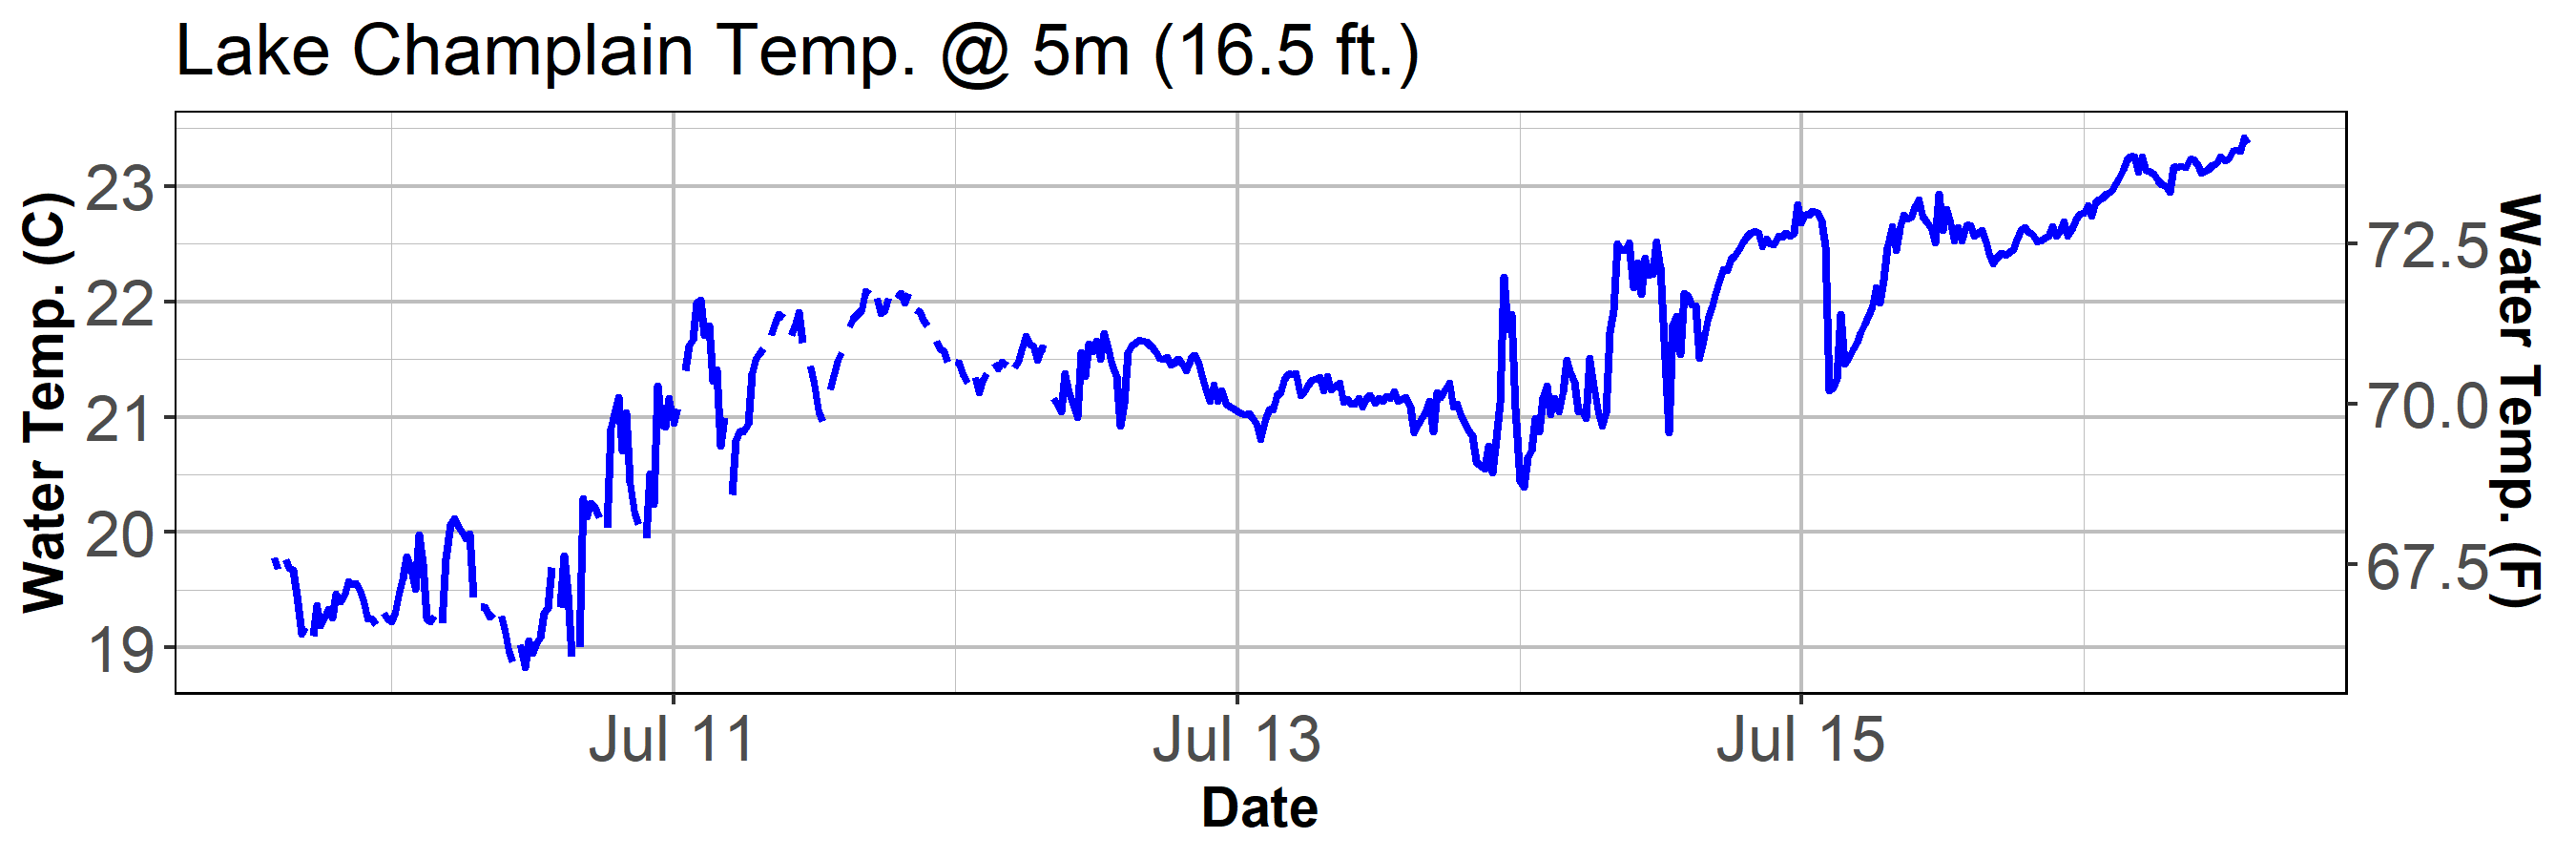 Lake Champlain Temp. @ 5m (16.5 ft.)
Water Temp. (C)
23
22
21
20
19
72.5
70.0
67.5
Water Temp. (F)
Jul 11
Jul 13
Jul 15
Date